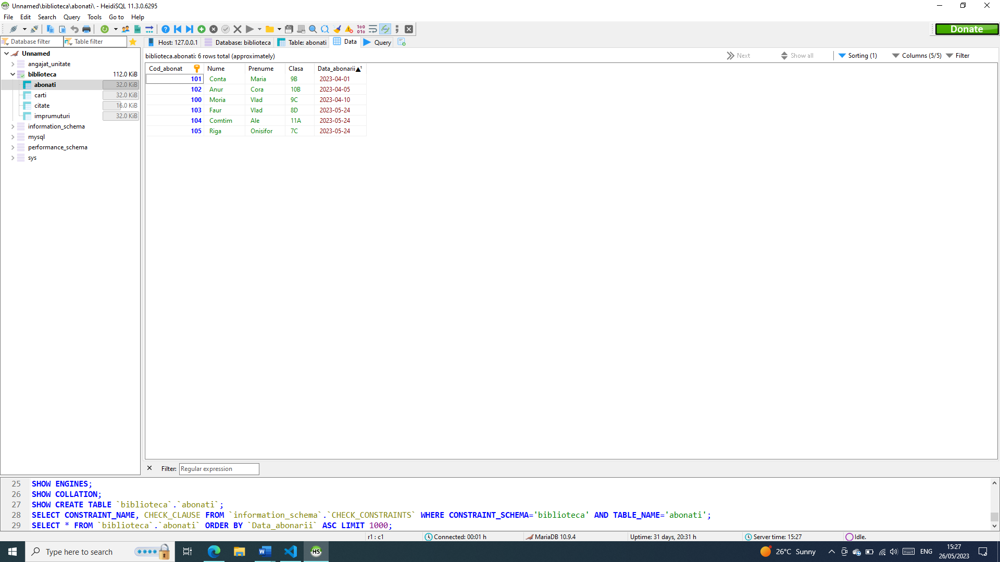 Unnamed\biblioteca\abonati\ - HeidiSQL 11.3.0.6295
File Edit Search Query Tools Go to Help
Donate
Database filter Table filter Host: 127.0.0.1 Database: biblioteca Table: abonati Data Query
biblioteca.abonati: 6 rows total (approximately) Next Show all Sorting (1) Columns (5/5) Filter
Unnamed
angajat_unitate
biblioteca 112.0 KiB
abonati 32.0 KiB
carti 32.0 KiB
citate 16.0 KiB
imprumuturi 32.0 KiB
information_schema
mysql
performance_schema
sys
Cod_abonat Nume Prenume Clasa Data_abonarii 1
101 Conta Maria 9B 2023-04-01
102 Anur Cora 10B 2023-04-05
100 Moria Vlad 9C 2023-04-10
103 Faur Vlad 8D 2023-05-24
104 Comtim Ale 11A 2023-05-24
105 Riga Onisifor 7C 2023-05-24
Filter: Regular expression
25 SHOW ENGINES;
26 SHOW COLLATION;
27 SHOW CREATE TABLE `biblioteca`.`abonati`;
28 SELECT CONSTRAINT_NAME, CHECK_CLAUSE FROM `information_schema`.`CHECK_CONSTRAINTS` WHERE CONSTRAINT_SCHEMA='biblioteca' AND TABLE_NAME='abonati';
29 SELECT * FROM `biblioteca`.`abonati` ORDER BY `Data_abonarii` ASC LIMIT 1000;
r1 : c1 Connected: 00:01 h MariaDB 10.9.4 Uptime: 31 days, 20:31 h Server time: 15:27 Idle.
Type here to search HS 26°C Sunny ENG 15:27
26/05/2023